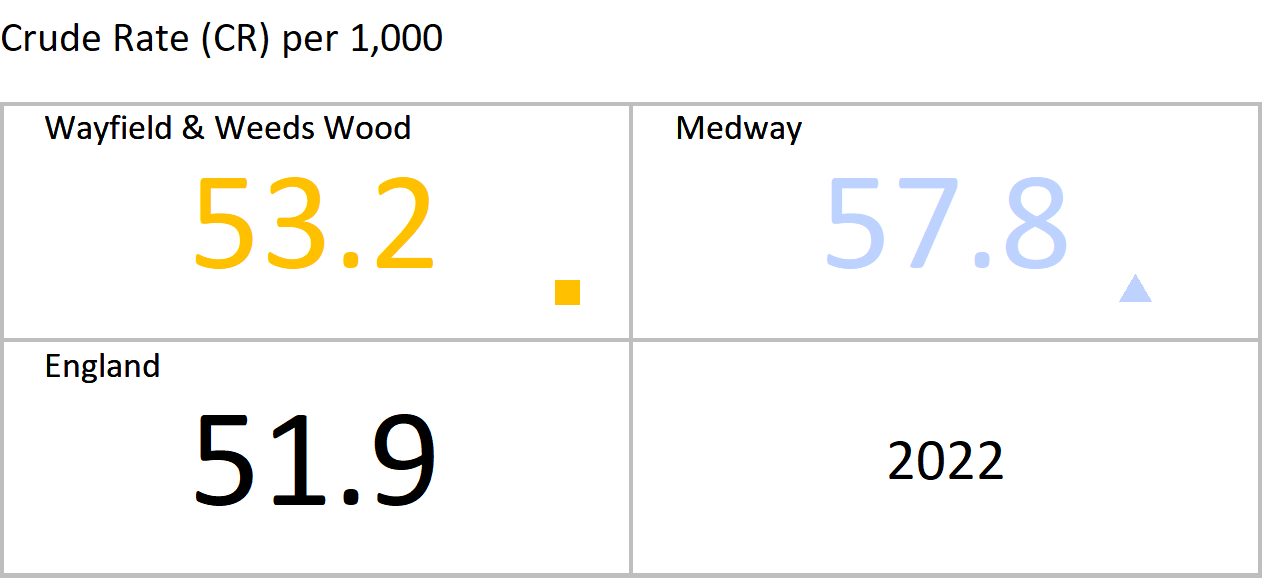 Crude Rate (CR) per 1,000
Wayfield & Weeds Wood
53.2
Medway
57.8
England
51.9
2022